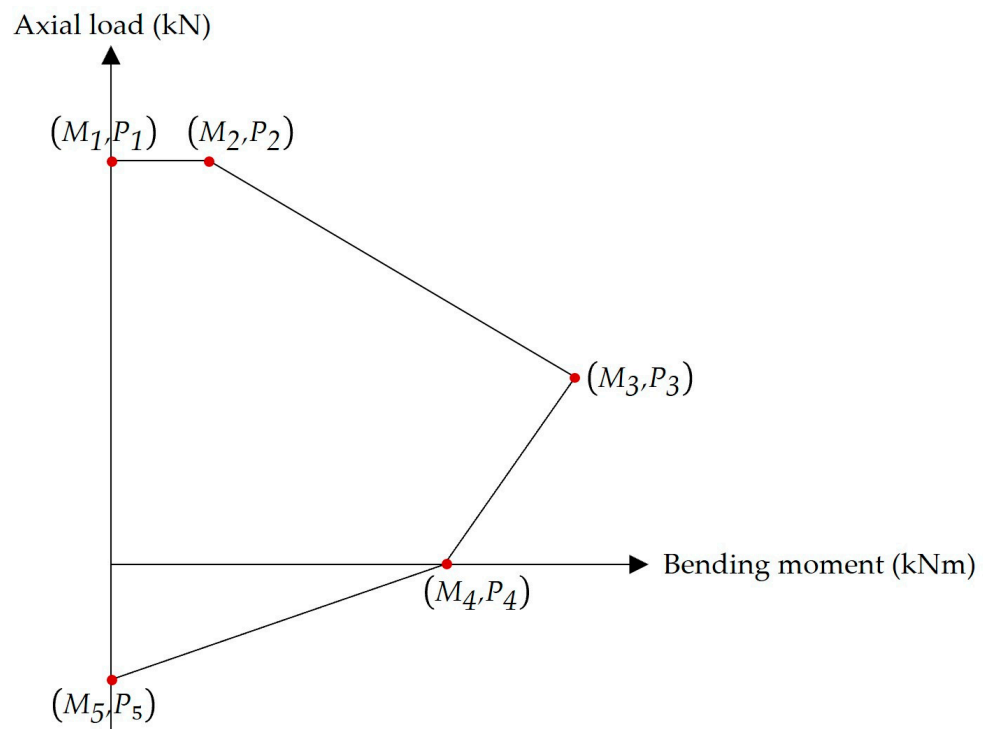 Axial load (kN)
(M1,P1) (M2,P2)
(M3,P3)
Bending moment (kNm)
(M4,P4)
(M5,P5)